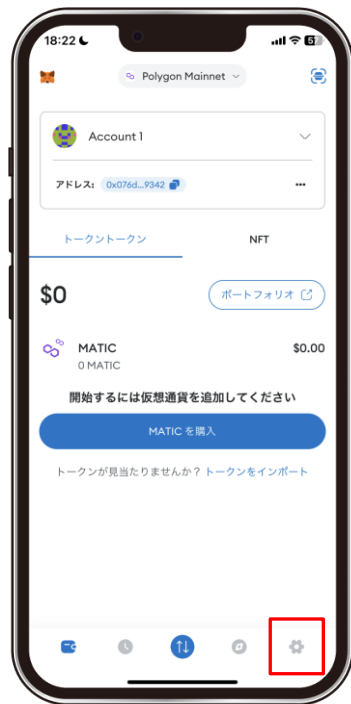 18:22
Polygon Mainnet
Account 1
アドレス: 0x076d...9342
トークントークン NFT
$0 ポートフォリオ
MATIC $0.00
0 MATIC
開始するには仮想通貨を追加してください
MATIC を購入
トークンが見当たりませんか？ トークンをインポート